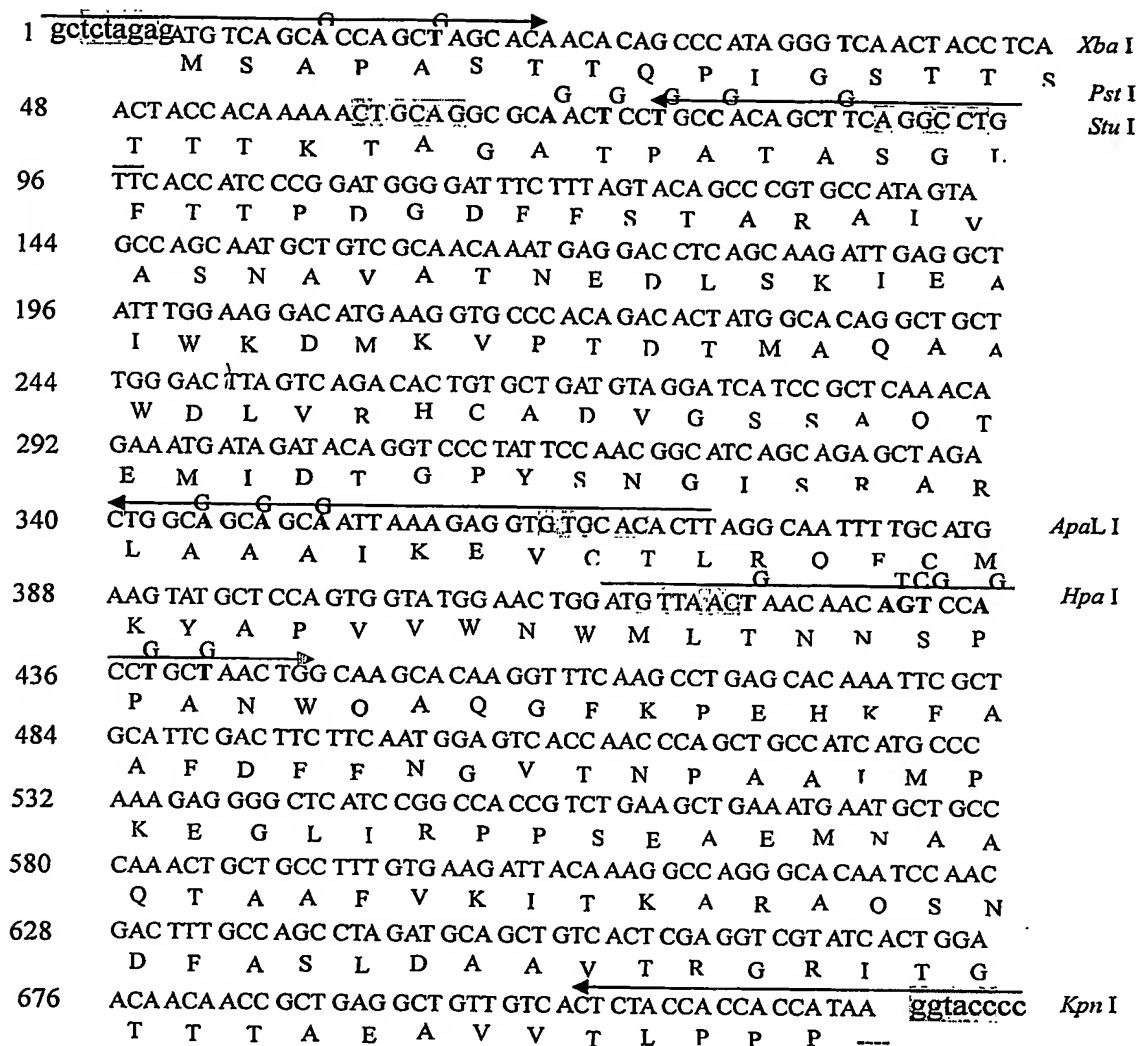 G G
1 gctctagagATG TCA GCA CCA GCT AGC ACA ACA CAG CCC ATA GGG TCA ACT ACC TCA Xba I
M S A P A S T T Q P I G S T T S
G G G G G Pst I
48 ACT ACC ACA AAA ACT GCA GGC GCA ACT CCT GCC ACA GCT TCA GGC CTG Stu I
T T T K T A G A T P A T A S G L
96 TTC ACC ATC CCG GAT GGG GAT TTC TTT AGT ACA GCC CGT GCC ATA GTA
F T T P D G D F F S T A R A I V
144 GCC AGC AAT GCT GTC GCA ACA AAT GAG GAC CTC AGC AAG ATT GAG GCT
A S N A V A T N E D L S K I E A
196 ATT TGG AAG GAC ATG AAG GTG CCC ACA GAC ACT ATG GCA CAG GCT GCT
I W K D M K V P T D T M A Q A A
244 TGG GAC TTA GTC AGA CAC TGT GCT GAT GTA GGA TCA TCC GCT CAA ACA
W D L V R H C A D V G S S A O T
292 GAA ATG ATA GAT ACA GGT CCC TAT TCC AAC GGC ATC AGC AGA GCT AGA
E M I D T G P Y S N G I S R A R
G G G
340 CTG GCA GCA GCA ATT AAA GAG GTG TGC ACA CTT AGG CAA TTT TGC ATG ApaL I
L A A A I K E V C T L R O F C M
G TCG G
388 AAG TAT GCT CCA GTG GTA TGG AAC TGG ATG TTA ACT AAC AAC AGT CCA Hpa I
K Y A P V V W N W M L T N N S P
G G
436 CCT GCT AAC TGG CAA GCA CAA GGT TTC AAG CCT GAG CAC AAA TTC GCT
P A N W O A Q G F K P E H K F A
484 GCA TTC GAC TTC TTC AAT GGA GTC ACC AAC CCA GCT GCC ATC ATG CCC
A F D F F N G V T N P A A I M P
532 AAA GAG GGG CTC ATC CGG CCA CCG TCT GAA GCT GAA ATG AAT GCT GCC
K E G L I R P P S E A E M N A A
580 CAA ACT GCT GCC TTT GTG AAG ATT ACA AAG GCC AGG GCA CAA TCC AAC
Q T A A F V K I T K A R A O S N
628 GAC TTT GCC AGC CTA GAT GCA GCT GTC ACT CGA GGT CGT ATC ACT GGA
D F A S L D A A V T R G R I T G
676 ACA ACA ACC GCT GAG GCT GTT GTC ACT CTA CCA CCA CCA TAA ggtacccc Kpn I
T T T A E A V V T L P P P ----